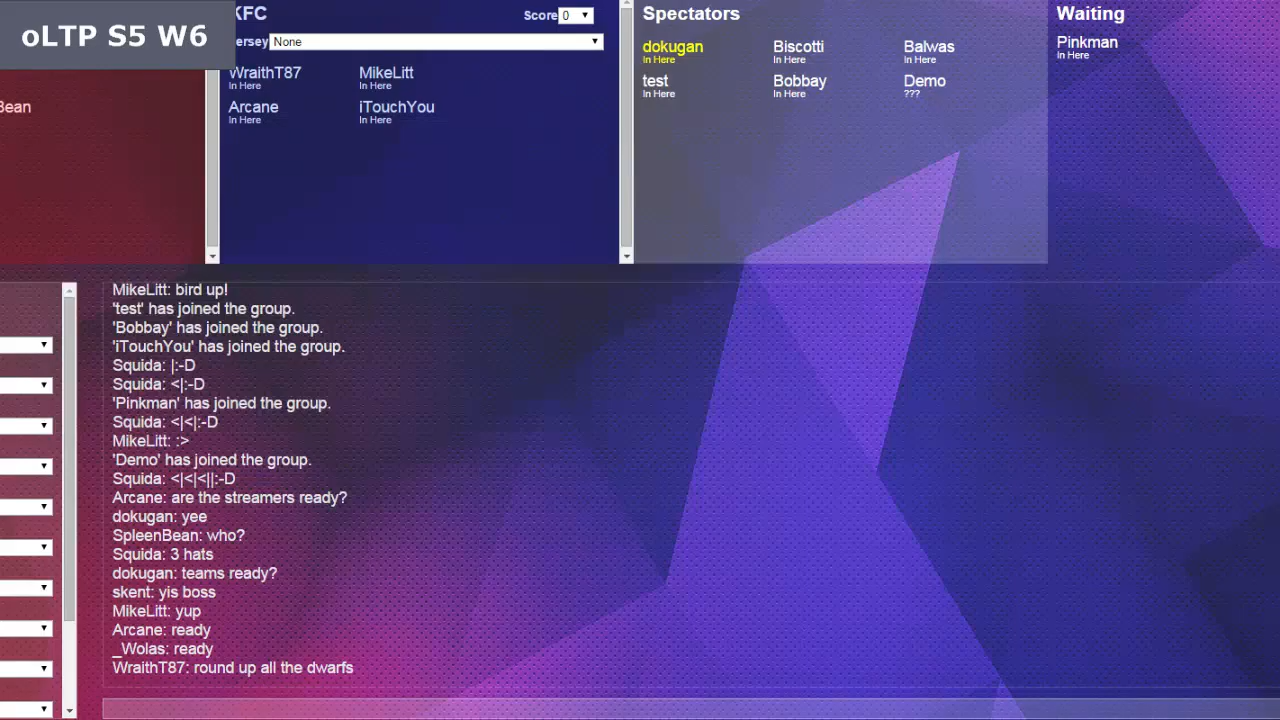 oLTP S5 W6
KFC
Score 0
ersey None
WraithT87
In Here
MikeLitt
In Here
Arcane
In Here
iTouchYou
In Here
Bean
Spectators
dokugan
In Here
Biscotti
In Here
Balwas
In Here
test
In Here
Bobbay
In Here
Demo
???
Waiting
Pinkman
In Here
MikeLitt: bird up!
'test' has joined the group.
'Bobbay' has joined the group.
'iTouchYou' has joined the group.
Squida: |:-D
Squida: <|:-D
'Pinkman' has joined the group.
Squida: <|<|:-D
MikeLitt: :>
'Demo' has joined the group.
Squida: <|<|<||:-D
Arcane: are the streamers ready?
dokugan: yee
SpleenBean: who?
Squida: 3 hats
dokugan: teams ready?
skent: yis boss
MikeLitt: yup
Arcane: ready
_Wolas: ready
WraithT87: round up all the dwarfs